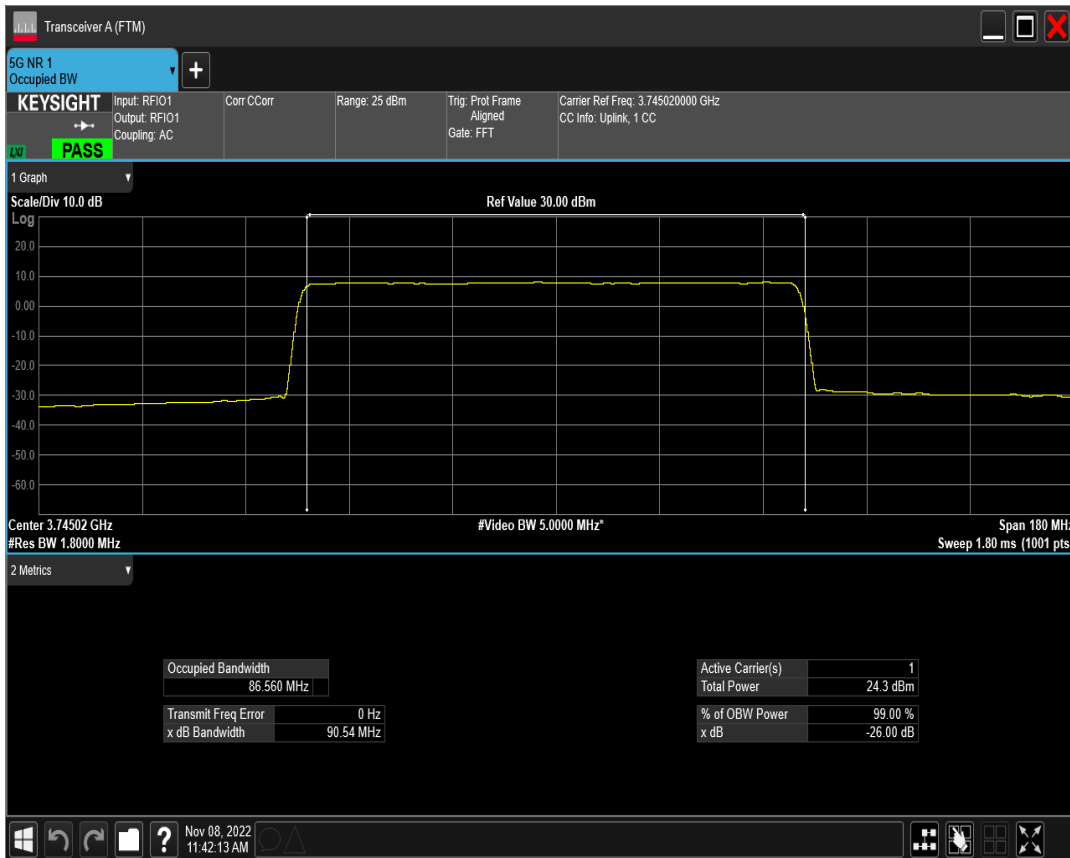 Transceiver A (FTM)
5G NR 1
Occupied BW
+
KEYSIGHT
LXI
PASS
Input: RFIO1
Output: RFIO1
Coupling: AC
Corr CCorr
Range: 25 dBm
Trig: Prot Frame
Aligned
Gate: FFT
Carrier Ref Freq: 3.745020000 GHz
CC Info: Uplink, 1 CC
1 Graph
Scale/Div 10.0 dB
Ref Value 30.00 dBm
Log
20.0
10.0
0.00
-10.0
-20.0
-30.0
-40.0
-50.0
-60.0
Center 3.74502 GHz
#Video BW 5.0000 MHz*
Span 180 MHz
#Res BW 1.8000 MHz
Sweep 1.80 ms (1001 pts
2 Metrics
Occupied Bandwidth
86.560 MHz
Transmit Freq Error 0 Hz
x dB Bandwidth 90.54 MHz
Active Carrier(s) 1
Total Power 24.3 dBm
% of OBW Power 99.00 %
x dB -26.00 dB
?
Nov 08, 2022
11:42:13 AM